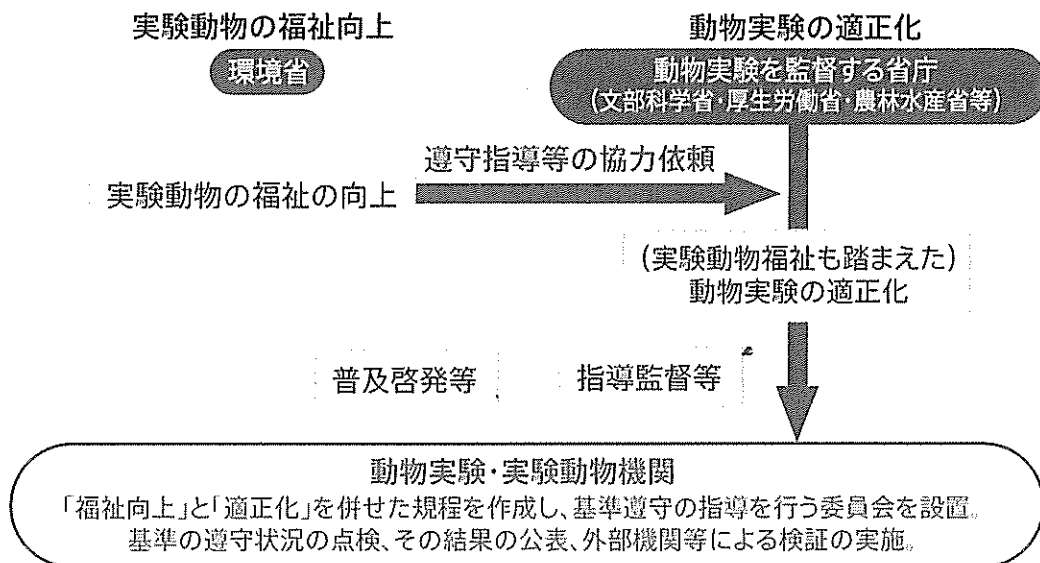 実験動物の福祉向上
環境省
動物実験の適正化
動物実験を監督する省庁
(文部科学省・厚生労働省・農林水産省等)
遵守指導等の協力依頼
実験動物の福祉の向上
(実験動物福祉も踏まえた)
動物実験の適正化
普及啓発等
指導監督等
動物実験・実験動物機関
「福祉向上」と「適正化」を併せた規程を作成し、基準遵守の指導を行う委員会を設置。
基準の遵守状況の点検、その結果の公表、外部機関等による検証の実施。